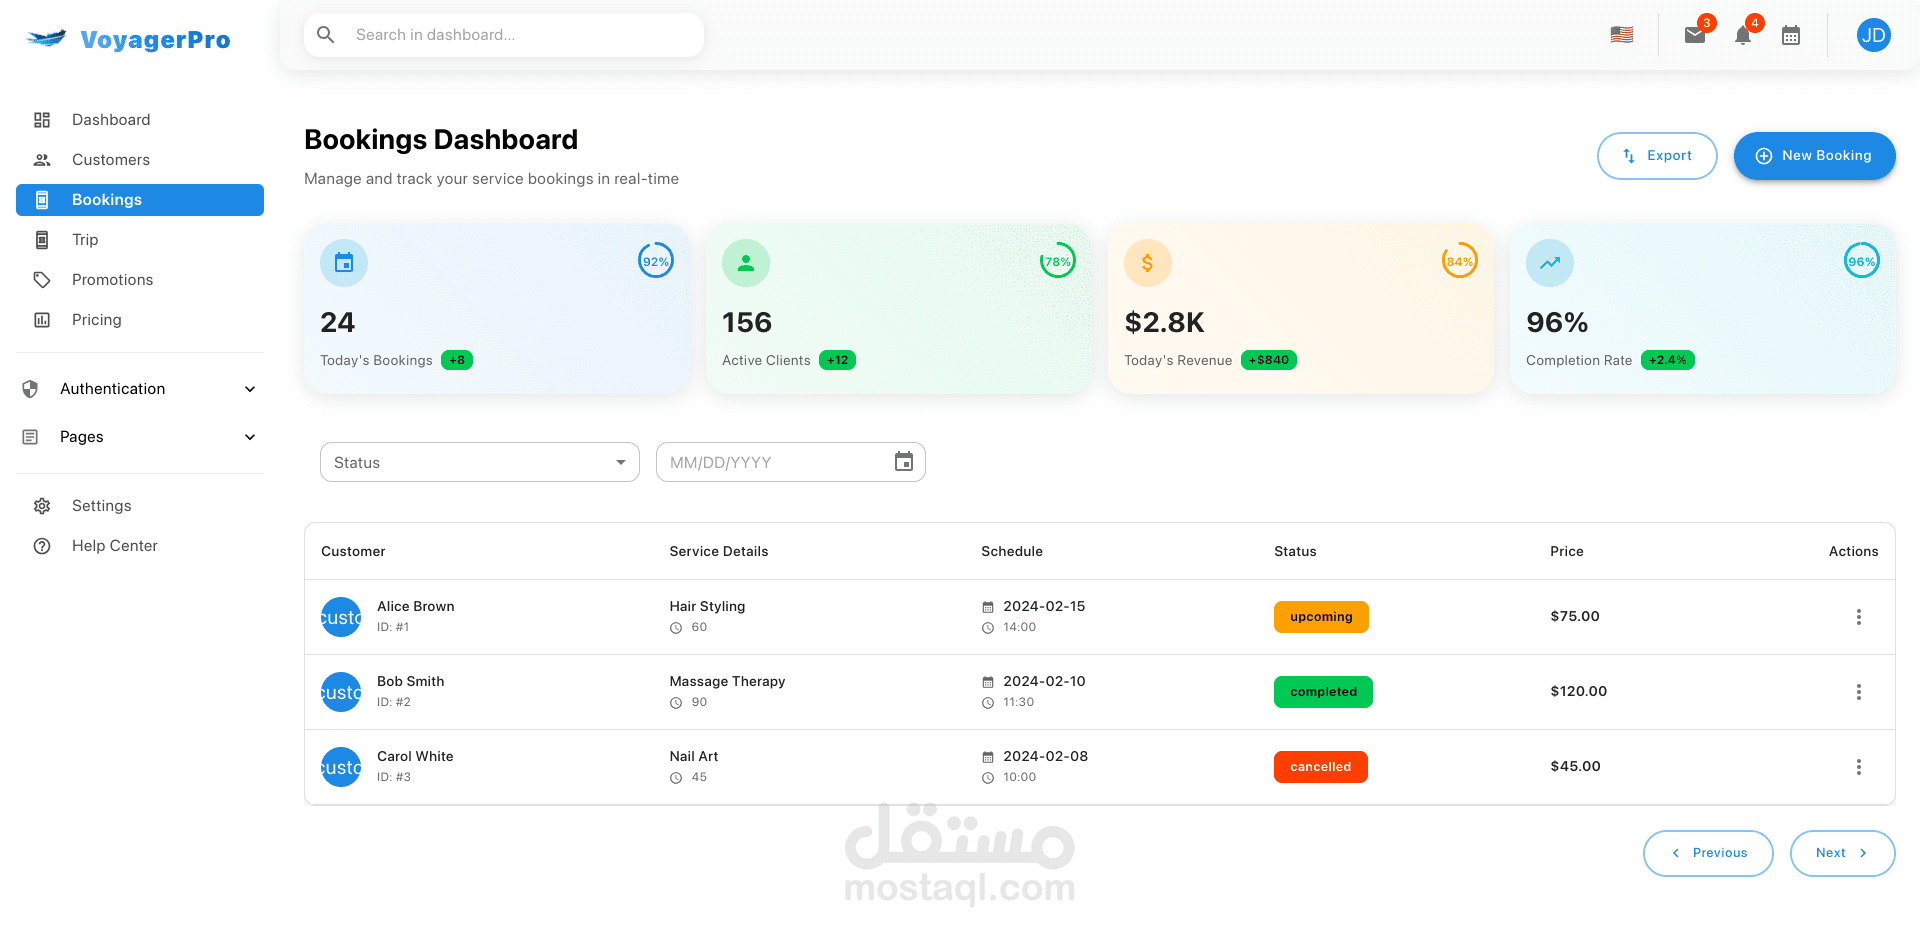 VoyagerPro
Search in dashboard...
3
4
JD
Dashboard
Customers
Bookings
Trip
Promotions
Pricing
Authentication
Pages
Settings
Help Center
Bookings Dashboard
Manage and track your service bookings in real-time
Export
New Booking
92%
24
Today's Bookings +8
78%
156
Active Clients +12
84%
$2.8K
Today's Revenue +$840
96%
96%
Completion Rate +2.4%
Status
MM/DD/YYYY
Customer Service Details Schedule Status Price Actions
custo
Alice Brown
ID: #1
Hair Styling
60
2024-02-15
14:00
upcoming
$75.00
custo
Bob Smith
ID: #2
Massage Therapy
90
2024-02-10
11:30
completed
$120.00
custo
Carol White
ID: #3
Nail Art
45
2024-02-08
10:00
cancelled
$45.00
مستقل
mostaql.com
Previous
Next